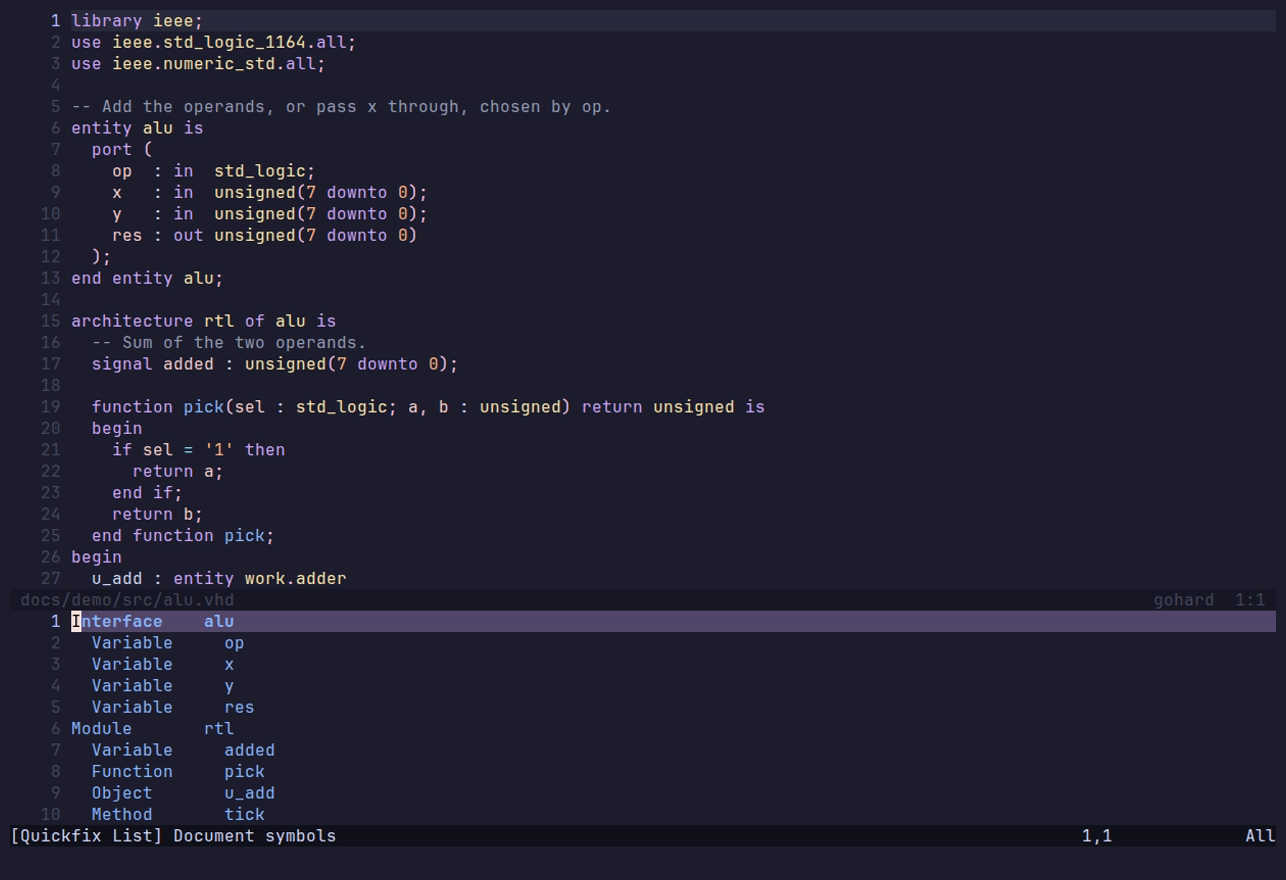 1 library ieee;
2 use ieee.std_logic_1164.all;
3 use ieee.numeric_std.all;
4
5 -- Add the operands, or pass x through, chosen by op.
6 entity alu is
7   port (
8     op  : in  std_logic;
9     x   : in  unsigned(7 downto 0);
10     y   : in  unsigned(7 downto 0);
11     res : out unsigned(7 downto 0)
12   );
13 end entity alu;
14
15 architecture rtl of alu is
16   -- Sum of the two operands.
17   signal added : unsigned(7 downto 0);
18
19   function pick(sel : std_logic; a, b : unsigned) return unsigned is
20   begin
21     if sel = '1' then
22       return a;
23     end if;
24     return b;
25   end function pick;
26 begin
27   u_add : entity work.adder
docs/demo/src/alu.vhd gohard 1:1
1 Interface    alu
2   Variable     op
3   Variable     x
4   Variable     y
5   Variable     res
6 Module       rtl
7   Variable     added
8   Function     pick
9   Object       u_add
10   Method       tick
[Quickfix List] Document symbols 1,1 All